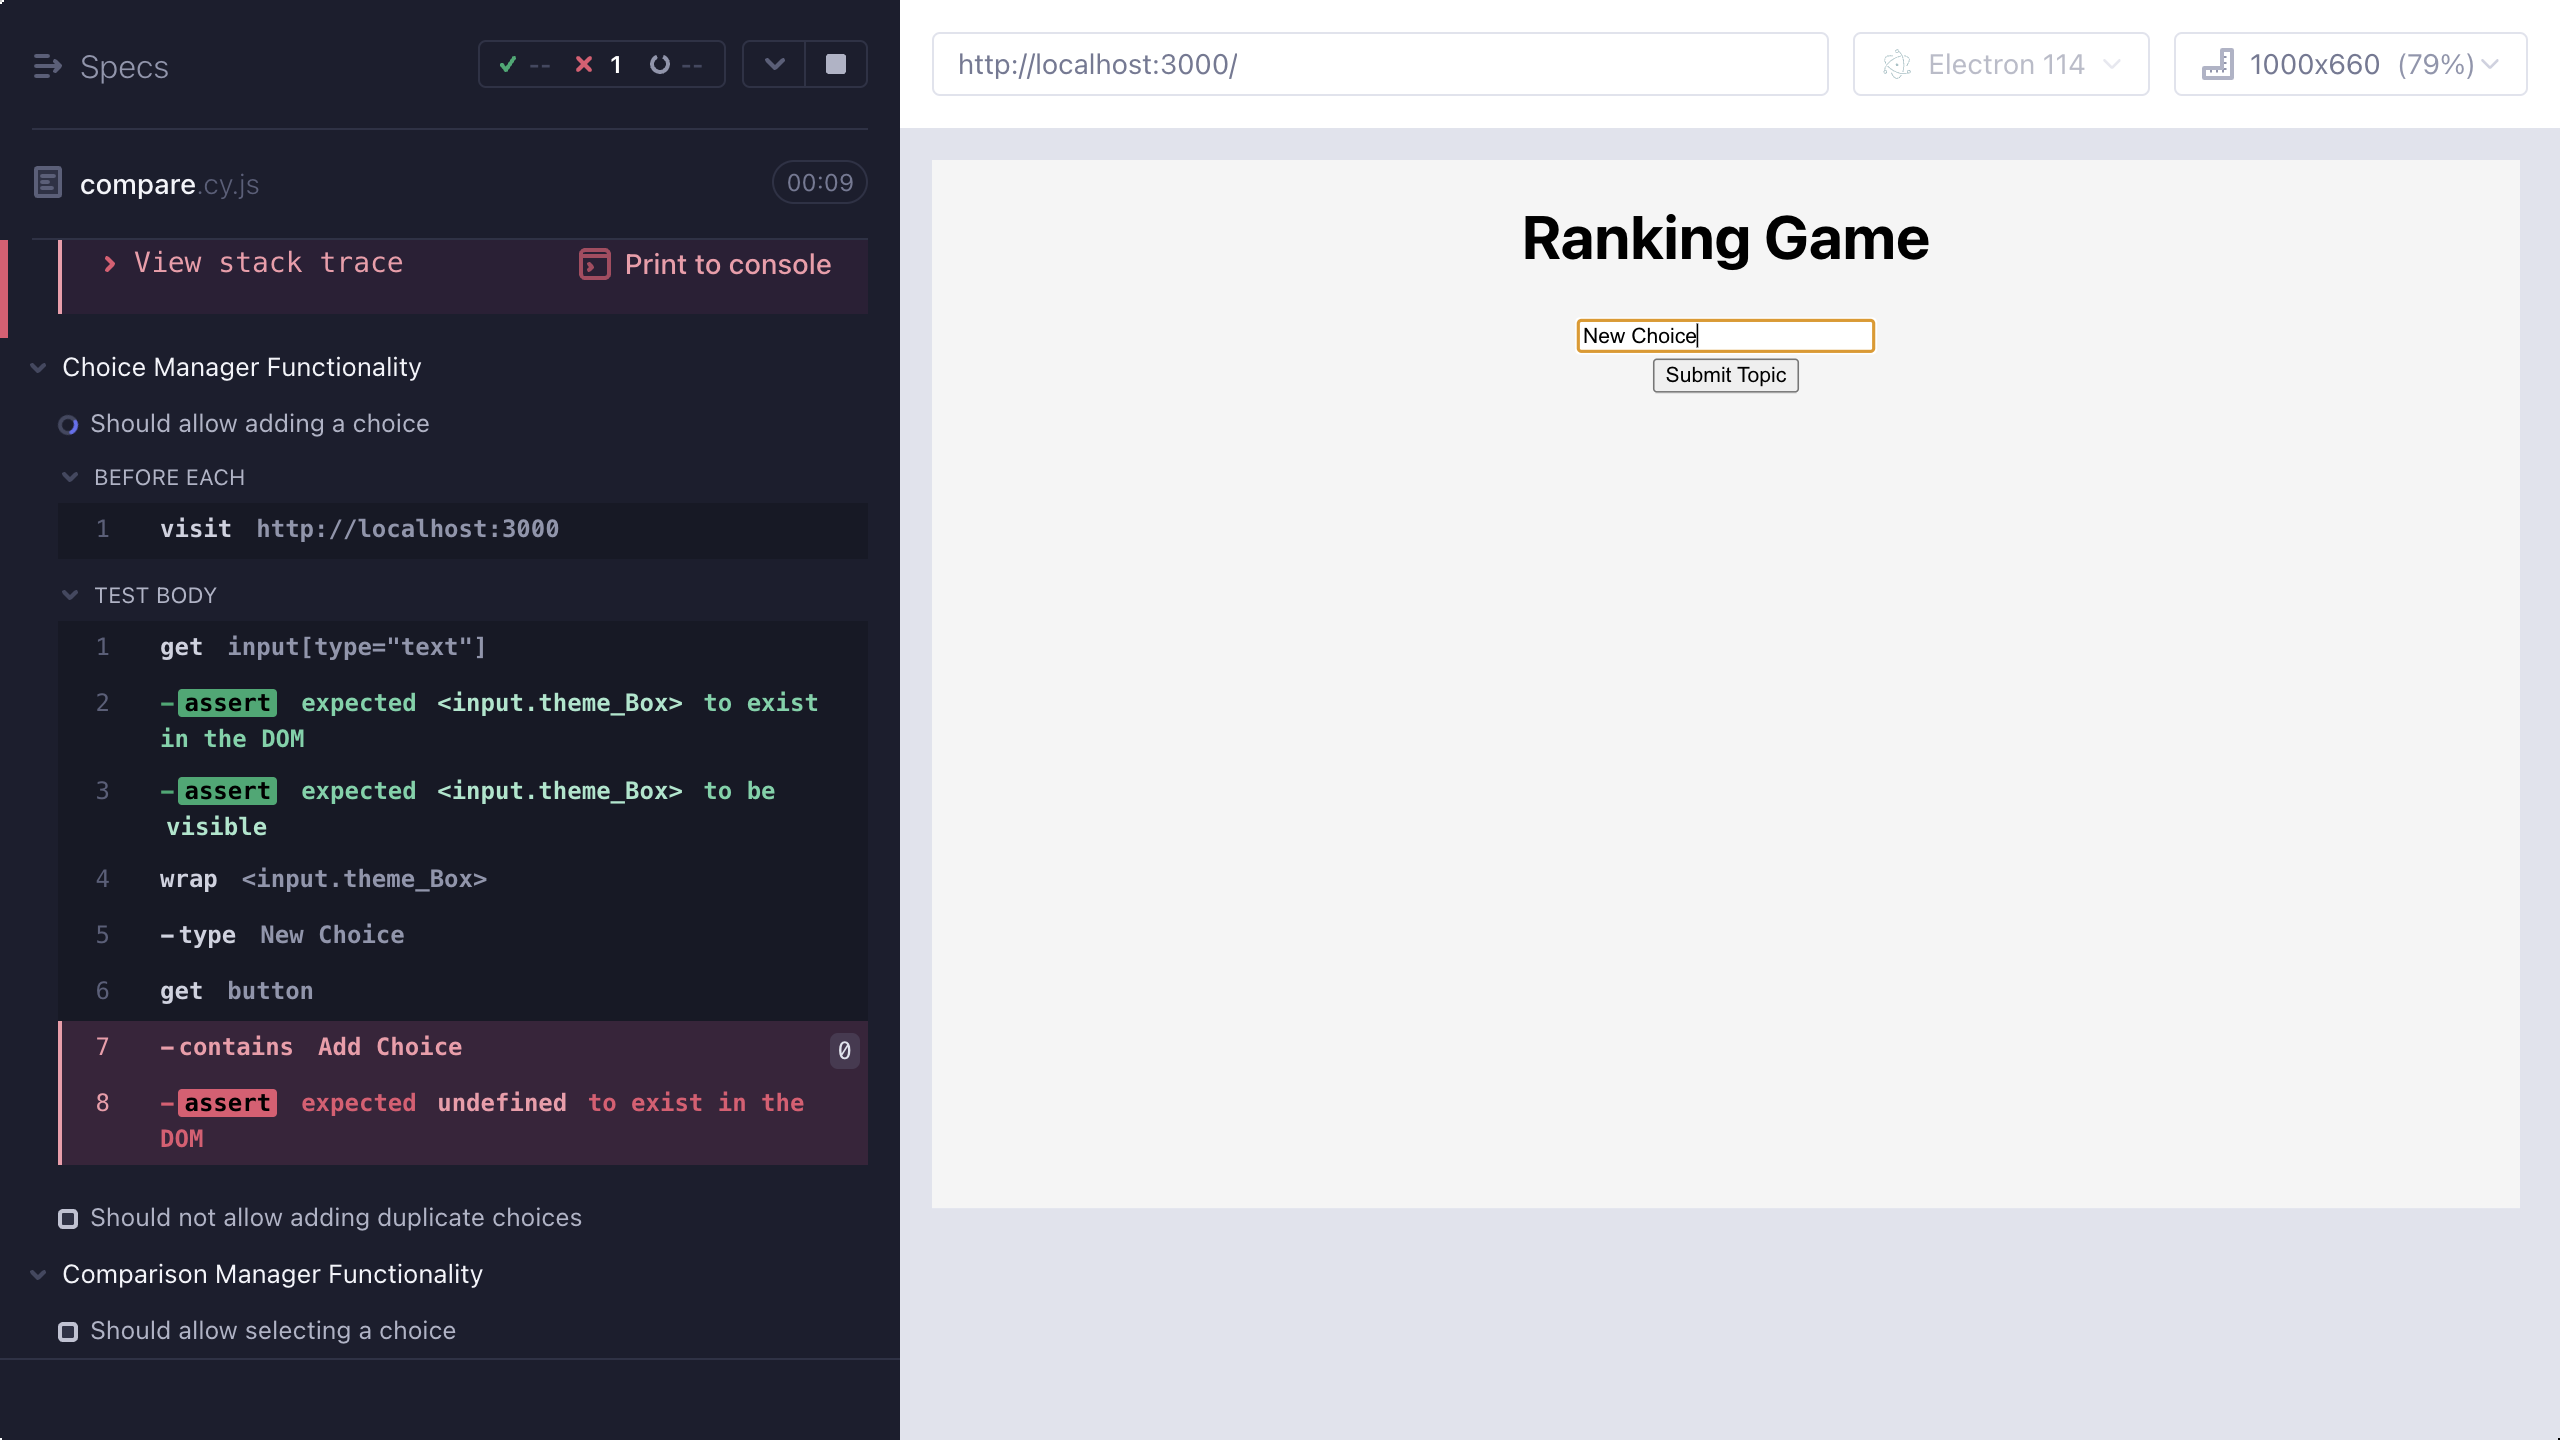 Specs
-- 1 --
compare.cy.js
00:09
View stack trace
Print to console
Choice Manager Functionality
Should allow adding a choice
BEFORE EACH
1 visit http://localhost:3000
TEST BODY
1 get input[type="text"]
2 -assert expected <input.theme_Box> to exist
in the DOM
3 -assert expected <input.theme_Box> to be
visible
4 wrap <input.theme_Box>
5 -type New Choice
6 get button
7 -contains Add Choice 0
8 -assert expected undefined to exist in the
DOM
Should not allow adding duplicate choices
Comparison Manager Functionality
Should allow selecting a choice
http://localhost:3000/
Electron 114
1000x660 (79%)
Ranking Game
New Choice
Submit Topic